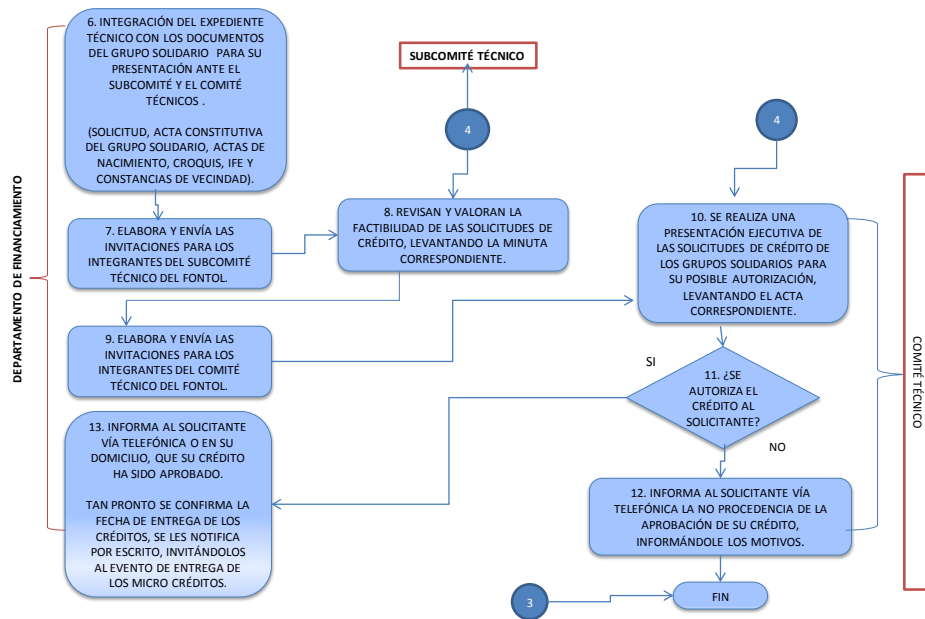 DEPARTAMENTO DE FINANCIAMIENTO
6. INTEGRACIÓN DEL EXPEDIENTE
TÉCNICO CON LOS DOCUMENTOS
DEL GRUPO SOLIDARIO PARA SU
PRESENTACIÓN ANTE EL
SUBCOMITÉ Y EL COMITÉ
TÉCNICOS .
(SOLICITUD, ACTA CONSTITUTIVA
DEL GRUPO SOLIDARIO, ACTAS DE
NACIMIENTO, CROQUIS, IFE Y
CONSTANCIAS DE VECINDAD).
SUBCOMITÉ TÉCNICO
4
4
7. ELABORA Y ENVÍA LAS
INVITACIONES PARA LOS
INTEGRANTES DEL SUBCOMITÉ
TÉCNICO DEL FONTOL.
8. REVISAN Y VALORAN LA
FACTIBILIDAD DE LAS SOLICITUDES DE
CRÉDITO, LEVANTANDO LA MINUTA
CORRESPONDIENTE.
9. ELABORA Y ENVÍA LAS
INVITACIONES PARA LOS
INTEGRANTES DEL COMITÉ
TÉCNICO DEL FONTOL.
10. SE REALIZA UNA
PRESENTACIÓN EJECUTIVA DE
LAS SOLICITUDES DE CRÉDITO DE
LOS GRUPOS SOLIDARIOS PARA
SU POSIBLE AUTORIZACIÓN,
LEVANTANDO EL ACTA
CORRESPONDIENTE.
COMITÉ TÉCNICO
SI
11. ¿SE
AUTORIZA EL
CRÉDITO AL
SOLICITANTE?
NO
12. INFORMA AL SOLICITANTE VÍA
TELEFÓNICA LA NO PROCEDENCIA DE LA
APROBACIÓN DE SU CRÉDITO,
INFORMÁNDOLE LOS MOTIVOS.
13. INFORMA AL SOLICITANTE
VÍA TELEFÓNICA O EN SU
DOMICILIO, QUE SU CRÉDITO
HA SIDO APROBADO.
TAN PRONTO SE CONFIRMA LA
FECHA DE ENTREGA DE LOS
CRÉDITOS, SE LES NOTIFICA
POR ESCRITO, INVITÁNDOLOS
AL EVENTO DE ENTREGA DE
LOS MICRO CRÉDITOS.
3
FIN